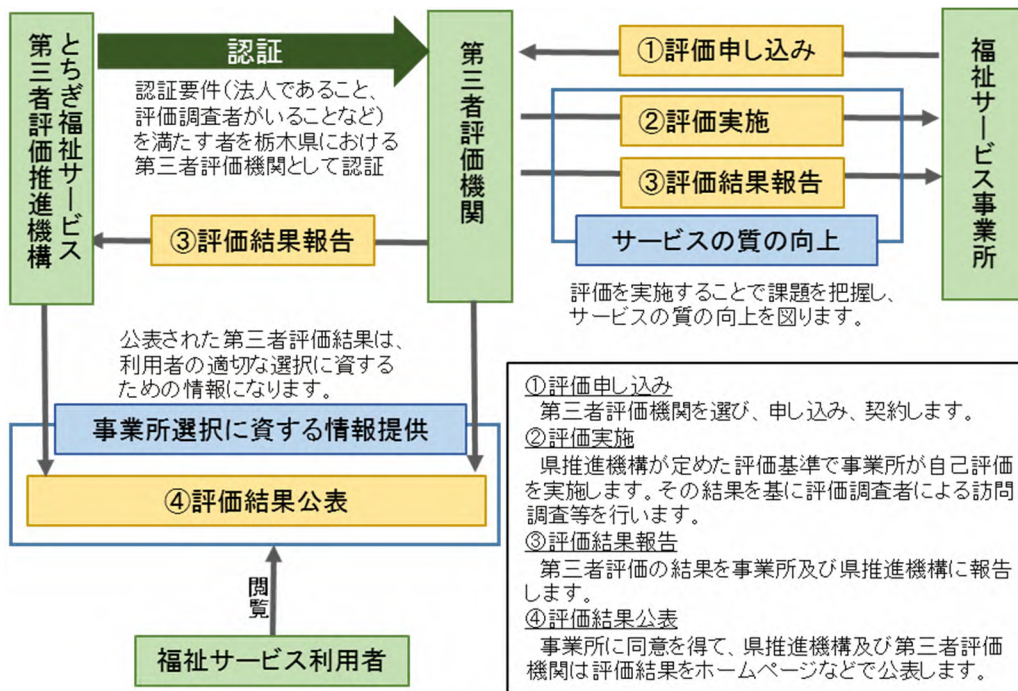 とちぎ福祉サービス
第三者評価推進機構
認証
認証要件(法人であること、
評価調査者がいることなど)
を満たす者を栃木県における
第三者評価機関として認証
③評価結果報告
第三者評価機関
①評価申し込み
②評価実施
③評価結果報告
サービスの質の向上
福祉サービス事業所
評価を実施することで課題を把握し、
サービスの質の向上を図ります。
公表された第三者評価結果は、
利用者の適切な選択に資する
ための情報になります。
事業所選択に資する情報提供
④評価結果公表
閲覧
福祉サービス利用者
①評価申し込み
第三者評価機関を選び、申し込み、契約します。
②評価実施
県推進機構が定めた評価基準で事業所が自己評価
を実施します。その結果を基に評価調査者による訪問
調査等を行います。
③評価結果報告
第三者評価の結果を事業所及び県推進機構に報告
します。
④評価結果公表
事業所に同意を得て、県推進機構及び第三者評価
機関は評価結果をホームページなどで公表します。